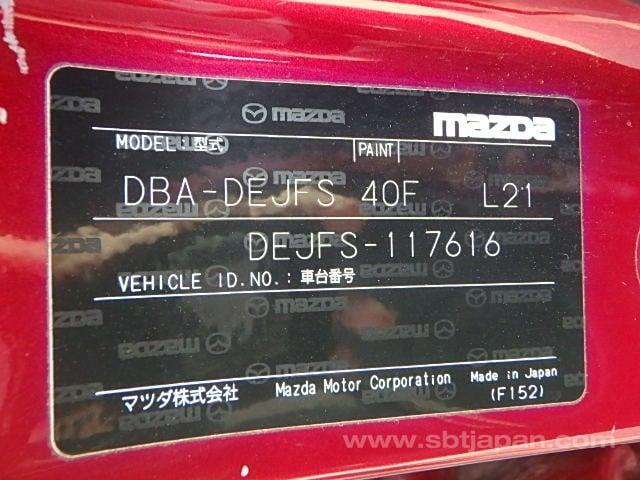 mazda
MODEL:型式 PAINT
DBA-DEJFS 40F L21
DEJFS-117616
VEHICLE ID.NO.:車台番号
マツダ株式会社 Mazda Motor Corporation Made in Japan
(F152)
www.sbtjapan.com